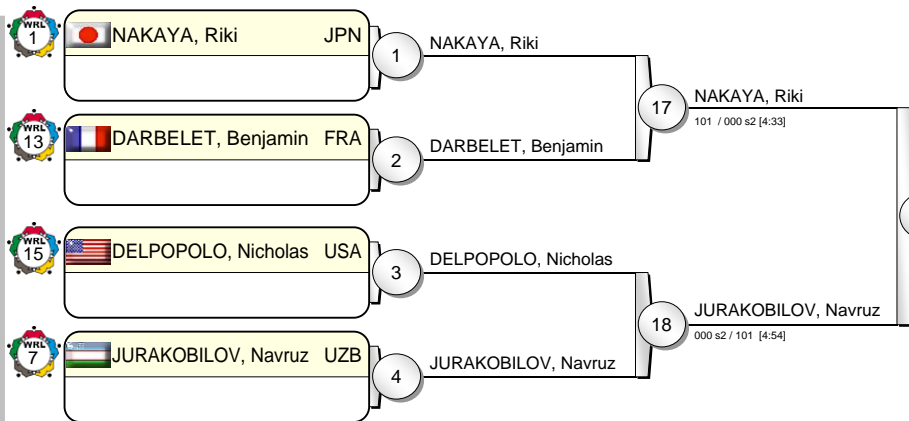 WRL
1
NAKAYA, Riki JPN
1
NAKAYA, Riki
WRL
13
DARBELET, Benjamin FRA
2
DARBELET, Benjamin
17
NAKAYA, Riki
101 / 000 s2 [4:33]
WRL
15
DELPOPOLO, Nicholas USA
3
DELPOPOLO, Nicholas
WRL
7
JURAKOBILOV, Navruz UZB
4
JURAKOBILOV, Navruz
18
JURAKOBILOV, Navruz
000 s2 / 101 [4:54]